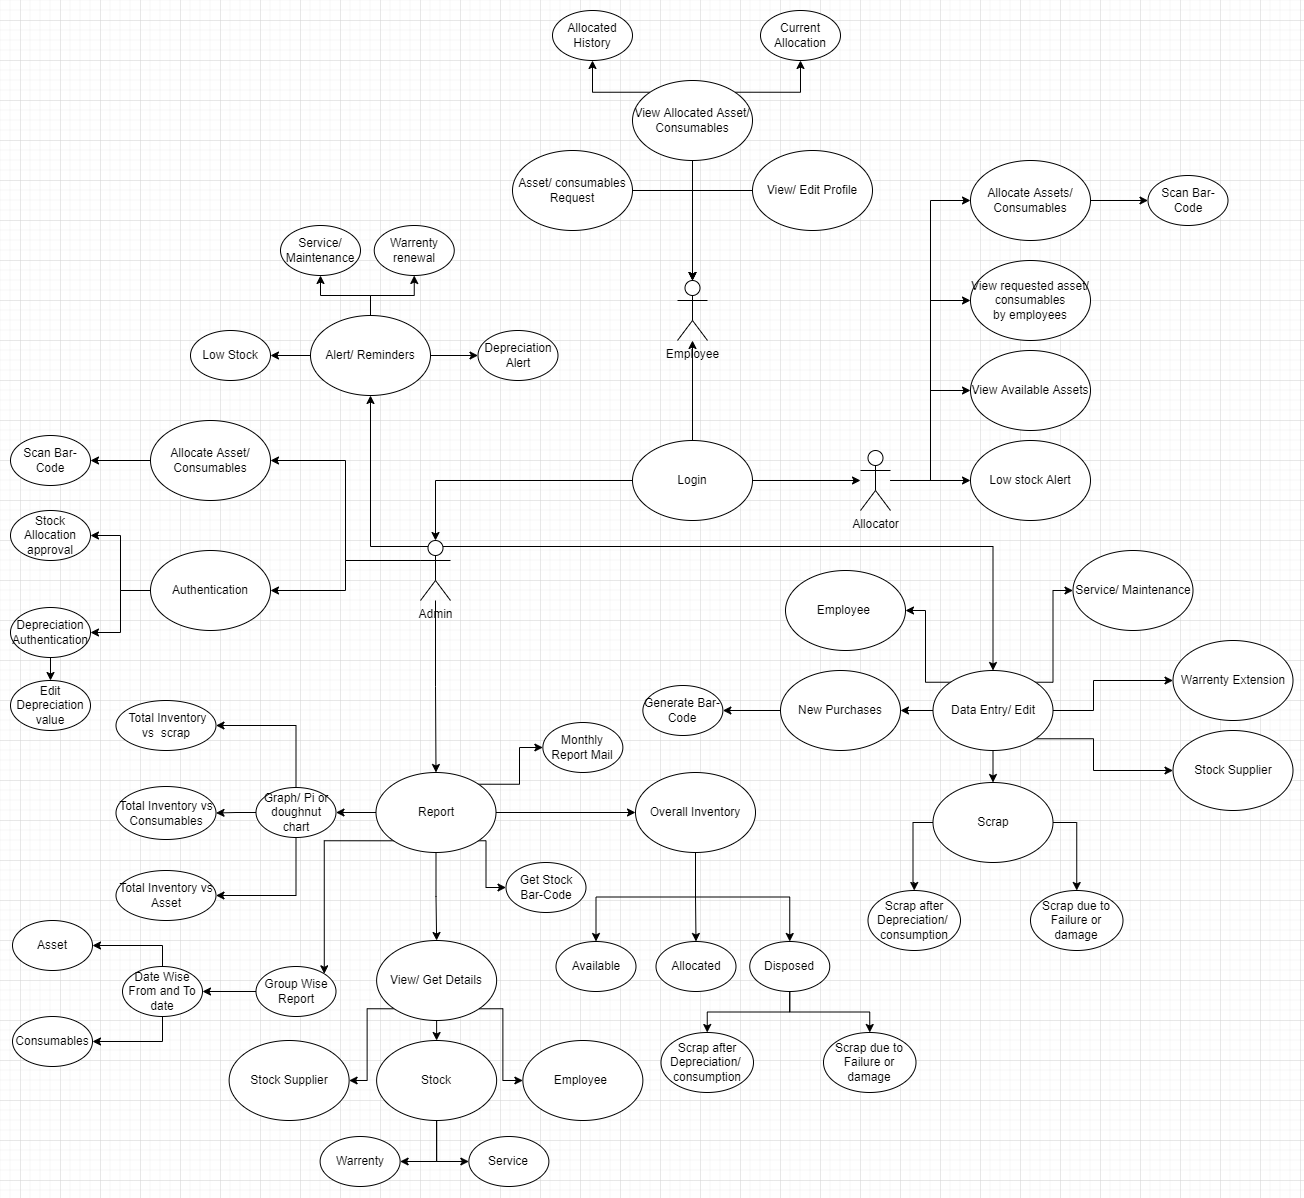 Allocated
History
Current
Allocation
View Allocated Asset/
Consumables
Asset/ consumables
Request
View/ Edit Profile
Allocate Assets/
Consumables
Scan Bar-
Code
Service/
Maintenance
Warrenty
renewal
View requested asset/
consumables
by employees
Low Stock
Alert/ Reminders
Depreciation
Alert
Employee
View Available Assets
Scan Bar-
Code
Allocate Asset/
Consumables
Login
Low stock Alert
Allocator
Stock
Allocation
approval
Authentication
Admin
Depreciation
Authentication
Edit
Depreciation
value
Employee
Service/ Maintenance
Warrenty Extension
Generate Bar-
Code
New Purchases
Data Entry/ Edit
Stock Supplier
Total Inventory
vs  scrap
Monthly
Report Mail
Total Inventory vs
Consumables
Graph/ Pi or
doughnut
chart
Report
Overall Inventory
Scrap
Total Inventory vs
Asset
Get Stock
Bar-Code
Scrap after
Depreciation/
consumption
Scrap due to
Failure or
damage
Asset
Date Wise
From and To
date
Group Wise
Report
View/ Get Details
Available
Allocated
Disposed
Consumables
Scrap after
Depreciation/
consumption
Scrap due to
Failure or
damage
Stock Supplier
Stock
Employee
Warrenty
Service